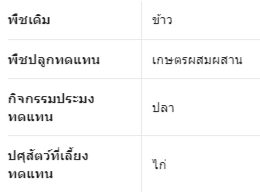 พืชเดิม ข้าว
พืชปลูกทดแทน เกษตรผสมผสาน
กิจกรรมประมง
ทดแทน ปลา
ปศุสัตว์ที่เลี้ยง
ทดแทน ไก่